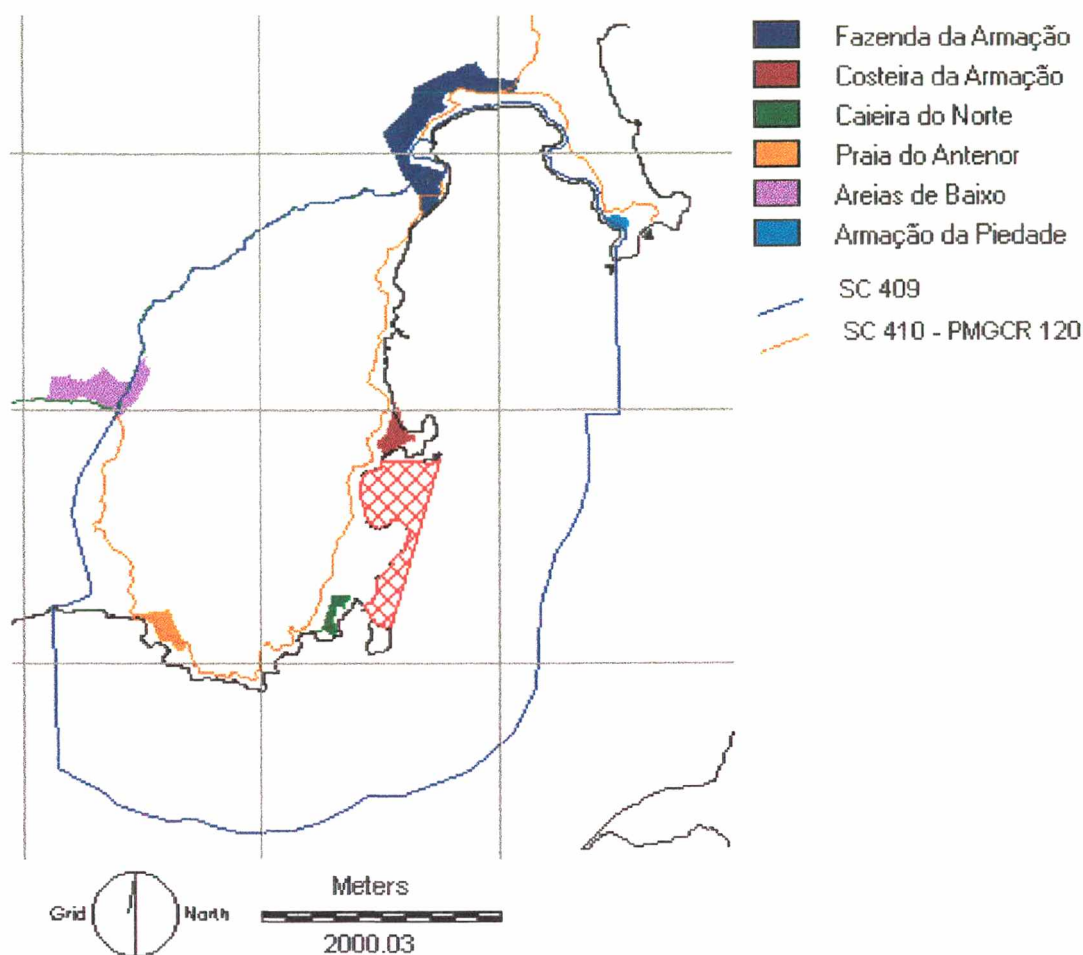 Fazenda da Armação
Costeira da Armação
Caieira do Norte
Praia do Antenor
Areias de Baixo
Armação da Piedade
SC 409
SC 410 - PMGCR 120
Grid North
Meters
2000.03